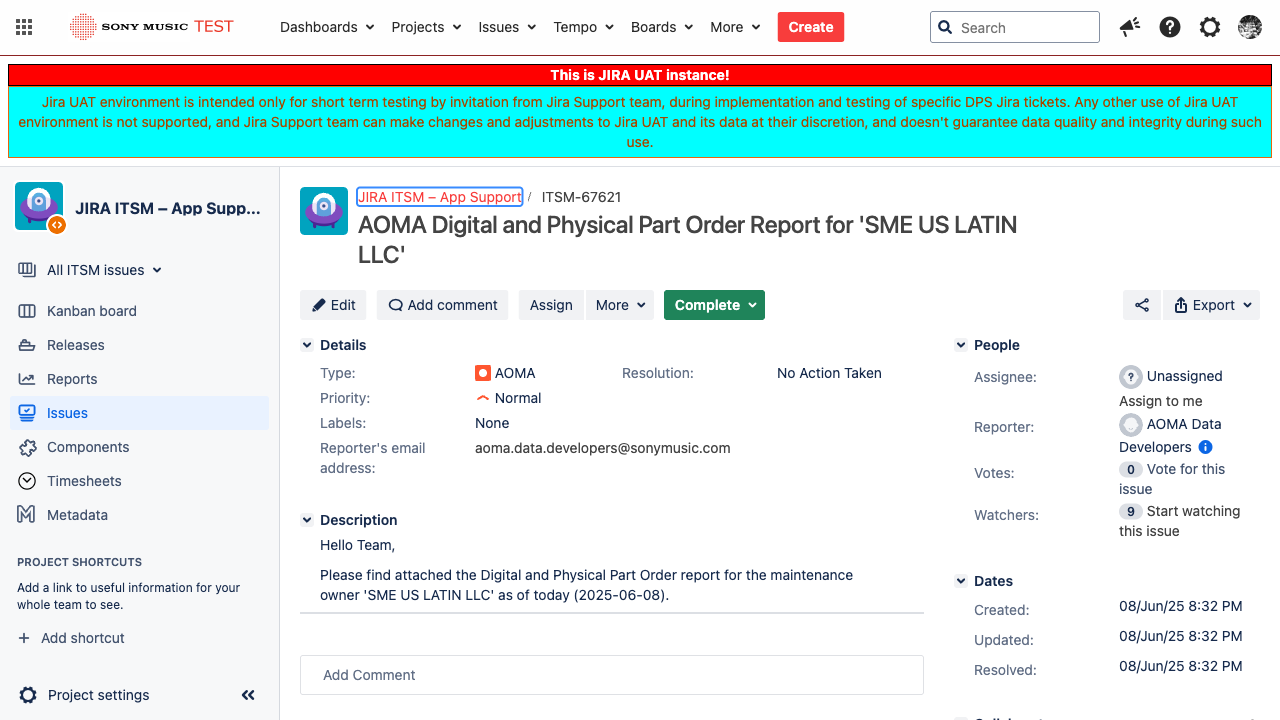 SONY MUSIC TEST
Dashboards Projects Issues Tempo Boards More Create Search
This is JIRA UAT instance!
Jira UAT environment is intended only for short term testing by invitation from Jira Support team, during implementation and testing of specific DPS Jira tickets. Any other use of Jira UAT
environment is not supported, and Jira Support team can make changes and adjustments to Jira UAT and its data at their discretion, and doesn't guarantee data quality and integrity during such
use.
JIRA ITSM – App Supp...
All ITSM issues
Kanban board
Releases
Reports
Issues
Components
Timesheets
Metadata
PROJECT SHORTCUTS
Add a link to useful information for your
whole team to see.
Add shortcut
Project settings
JIRA ITSM – App Support / ITSM-67621
AOMA Digital and Physical Part Order Report for 'SME US LATIN
LLC'
Edit Add comment Assign More Complete Export
Details
Type: AOMA Resolution: No Action Taken
Priority: Normal
Labels: None
Reporter's email
address:
aoma.data.developers@sonymusic.com
Description
Hello Team,
Please find attached the Digital and Physical Part Order report for the maintenance
owner 'SME US LATIN LLC' as of today (2025-06-08).
Add Comment
People
Assignee: Unassigned
Assign to me
Reporter: AOMA Data
Developers
Votes: 0 Vote for this
issue
Watchers: 9 Start watching
this issue
Dates
Created: 08/Jun/25 8:32 PM
Updated: 08/Jun/25 8:32 PM
Resolved: 08/Jun/25 8:32 PM